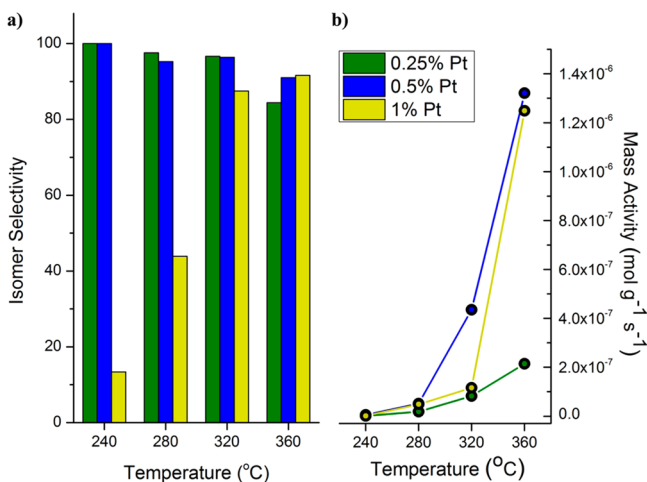 a)
Isomer Selectivity
100
80
60
40
20
0
240 280 320 360
Temperature (°C)
b)
0.25% Pt
0.5% Pt
1% Pt
1.4x10⁻⁶
1.2x10⁻⁶
1.0x10⁻⁶
8.0x10⁻⁷
6.0x10⁻⁷
4.0x10⁻⁷
2.0x10⁻⁷
0.0
Mass Activity (mol g⁻¹ s⁻¹)
240 280 320 360
Temperature (°C)